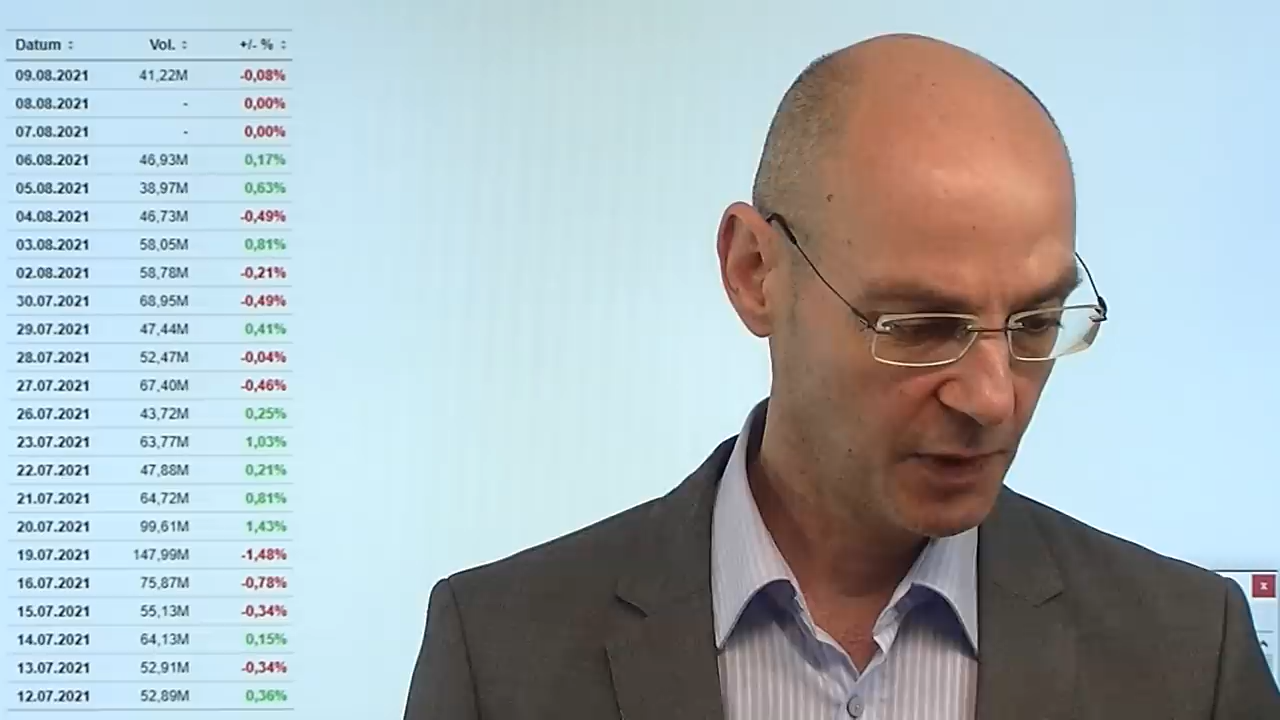 Datum Vol. +/- %
09.08.2021 41,22M -0,08%
08.08.2021 - 0,00%
07.08.2021 - 0,00%
06.08.2021 46,93M 0,17%
05.08.2021 38,97M 0,63%
04.08.2021 46,73M -0,49%
03.08.2021 58,05M 0,81%
02.08.2021 58,78M -0,21%
30.07.2021 68,95M -0,49%
29.07.2021 47,44M 0,41%
28.07.2021 52,47M -0,04%
27.07.2021 67,40M -0,46%
26.07.2021 43,72M 0,25%
23.07.2021 63,77M 1,03%
22.07.2021 47,88M 0,21%
21.07.2021 64,72M 0,81%
20.07.2021 99,61M 1,43%
19.07.2021 147,99M -1,48%
16.07.2021 75,87M -0,78%
15.07.2021 55,13M -0,34%
14.07.2021 64,13M 0,15%
13.07.2021 52,91M -0,34%
12.07.2021 52,89M 0,36%
x